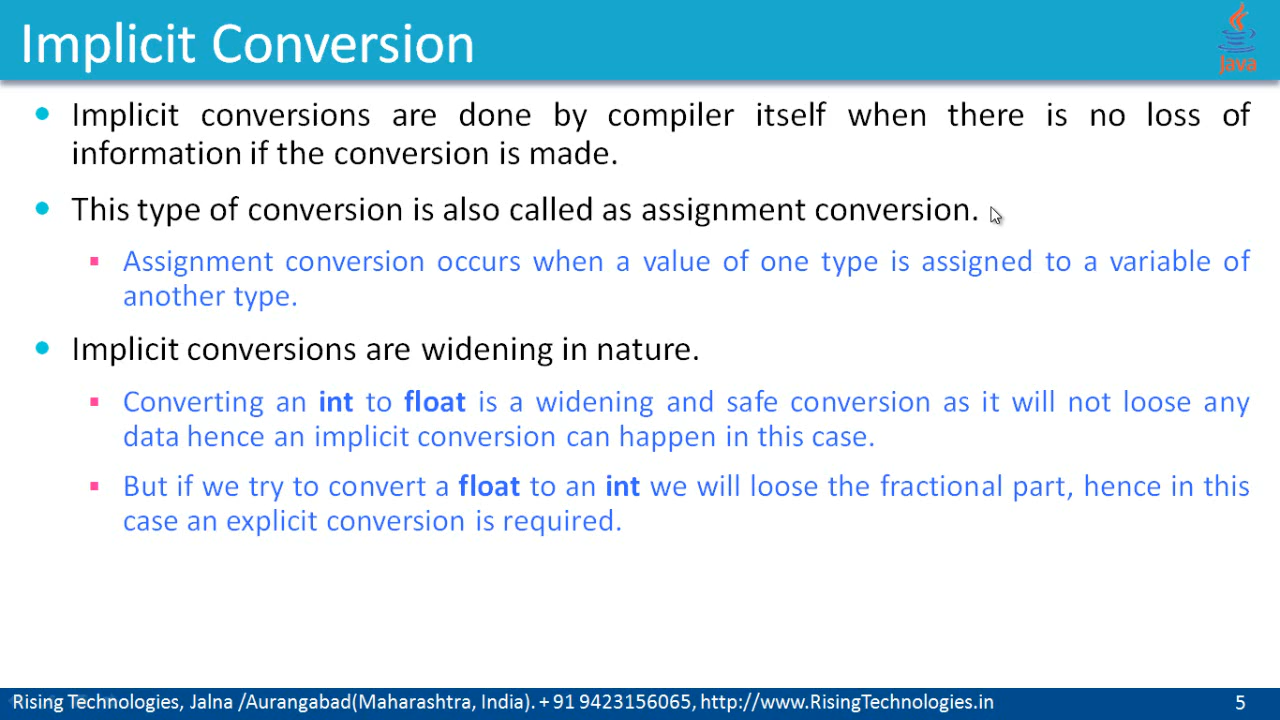 Implicit Conversion
Java
Implicit conversions are done by compiler itself when there is no loss of
information if the conversion is made.
This type of conversion is also called as assignment conversion.
Assignment conversion occurs when a value of one type is assigned to a variable of
another type.
Implicit conversions are widening in nature.
Converting an int to float is a widening and safe conversion as it will not loose any
data hence an implicit conversion can happen in this case.
But if we try to convert a float to an int we will loose the fractional part, hence in this
case an explicit conversion is required.
Rising Technologies, Jalna /Aurangabad(Maharashtra, India). + 91 9423156065, http://www.RisingTechnologies.in
5